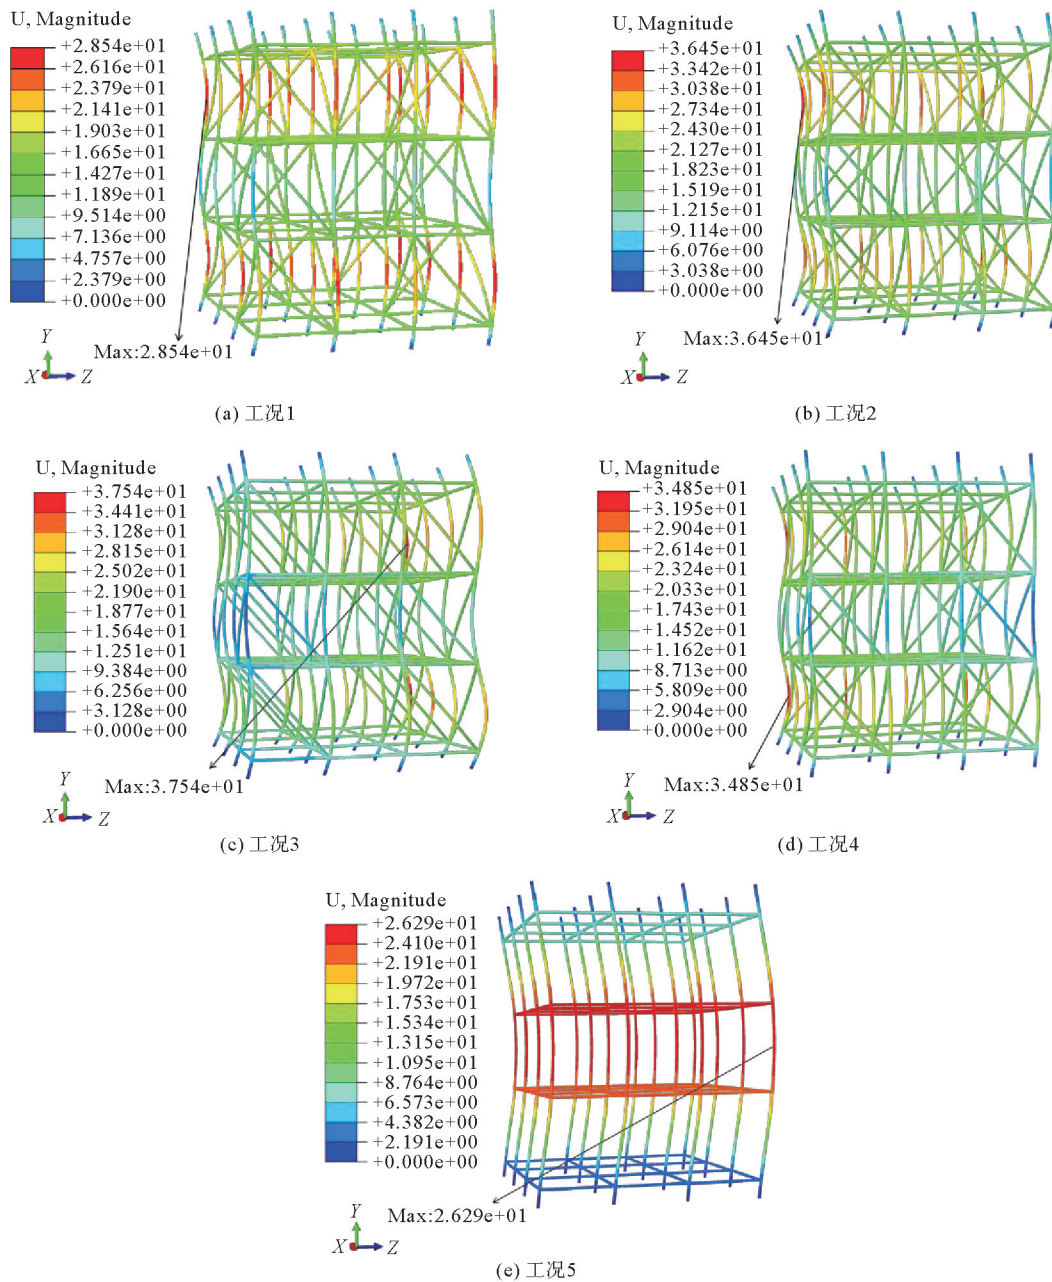 U, Magnitude
+2.854e+01
+2.616e+01
+2.379e+01
+2.141e+01
+1.903e+01
+1.665e+01
+1.427e+01
+1.189e+01
+9.514e+00
+7.136e+00
+4.757e+00
+2.379e+00
+0.000e+00
Max:2.854e+01
Y
X
Z
(a) 工况1
U, Magnitude
+3.645e+01
+3.342e+01
+3.038e+01
+2.734e+01
+2.430e+01
+2.127e+01
+1.823e+01
+1.519e+01
+1.215e+01
+9.114e+00
+6.076e+00
+3.038e+00
+0.000e+00
Max:3.645e+01
Y
X
Z
(b) 工况2
U, Magnitude
+3.754e+01
+3.441e+01
+3.128e+01
+2.815e+01
+2.502e+01
+2.190e+01
+1.877e+01
+1.564e+01
+1.251e+01
+9.384e+00
+6.256e+00
+3.128e+00
+0.000e+00
Max:3.754e+01
Y
X
Z
(c) 工况3
U, Magnitude
+3.485e+01
+3.195e+01
+2.904e+01
+2.614e+01
+2.324e+01
+2.033e+01
+1.743e+01
+1.452e+01
+1.162e+01
+8.713e+00
+5.809e+00
+2.904e+00
+0.000e+00
Max:3.485e+01
Y
X
Z
(d) 工况4
U, Magnitude
+2.629e+01
+2.410e+01
+2.191e+01
+1.972e+01
+1.753e+01
+1.534e+01
+1.315e+01
+1.095e+01
+8.764e+00
+6.573e+00
+4.382e+00
+2.191e+00
+0.000e+00
Max:2.629e+01
Y
X
Z
(e) 工况5